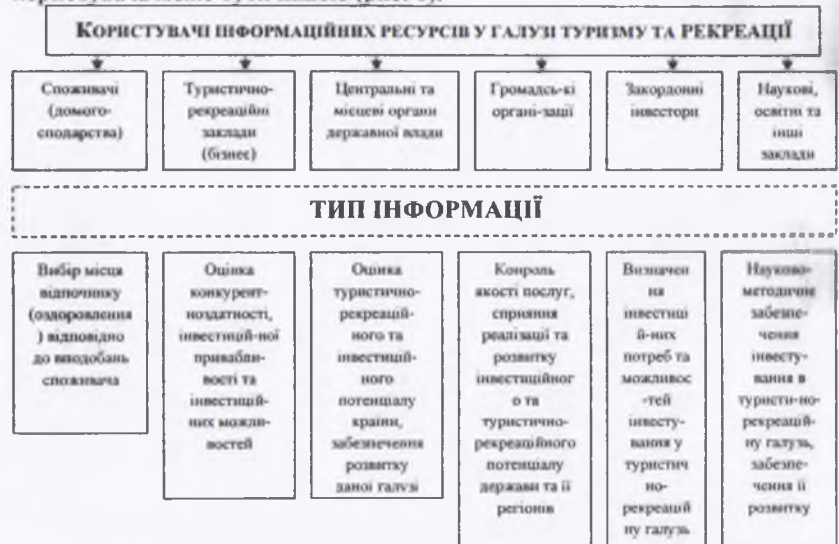 КОРИСТУВАЧІ ІНФОРМАЦІЙНИХ РЕСУРСІВ У ГАЛУЗІ ТУРИЗМУ ТА РЕКРЕАЦІЇ
Споживачі
(домого-
сподарства)
Туристично-
рекреаційні
заклади
(бізнес)
Центральні та
місцеві органи
державної влади
Громадсь-кі
органі-зації
Закордонні
інвестори
Наукові,
освітні та
інші
заклади
ТИП ІНФОРМАЦІЇ
Вибір місця
відпочинку
(оздоровлення
) відповідно
до вподобань
споживача
Оцінка
конкурент-
ноздатності,
інвестицій-ної
привабли-
вості та
інвестицій-
них можли-
востей
Оцінка
туристично-
рекреацій-
ного та
інвестицій-
ного
потенціалу
країни,
забезпечення
розвитку
даної галузі
Контроль
якості послуг,
сприяння
реалізації та
розвитку
інвестиційног
о та
туристично-
рекреаційного
потенціалу
держави та її
регіонів
Визначен
ня
інвестиці
й-них
потреб та
можливос
-тей
інвесту-
вання у
туристич
но-
рекреацій
ну галузь
Науково-
методичне
забезпе-
чення
інвесту-
вання в
туристи-но-
рекреацій-
ну галузь,
забезпе-
чення її
розвитку